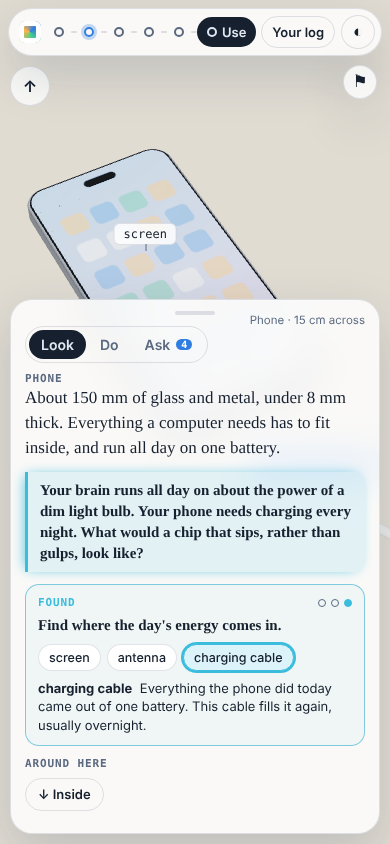 Use
Your log
screen
Phone · 15 cm across
Look
Do
Ask 4
PHONE
About 150 mm of glass and metal, under 8 mm
thick. Everything a computer needs has to fit
inside, and run all day on one battery.
Your brain runs all day on about the power of a
dim light bulb. Your phone needs charging every
night. What would a chip that sips, rather than
gulps, look like?
FOUND
Find where the day's energy comes in.
screen
antenna
charging cable
charging cable Everything the phone did today
came out of one battery. This cable fills it again,
usually overnight.
AROUND HERE
↓ Inside